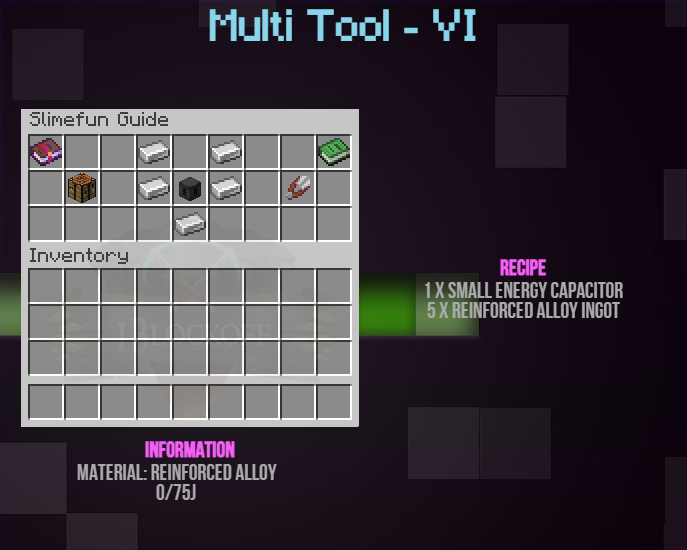 Multi Tool - VI
Slimefun Guide
Inventory
RECIPE
1 X SMALL ENERGY CAPACITOR
5 X REINFORCED ALLOY INGOT
IBLOCKOFF
INFORMATION
MATERIAL: REINFORCED ALLOY
0/75J